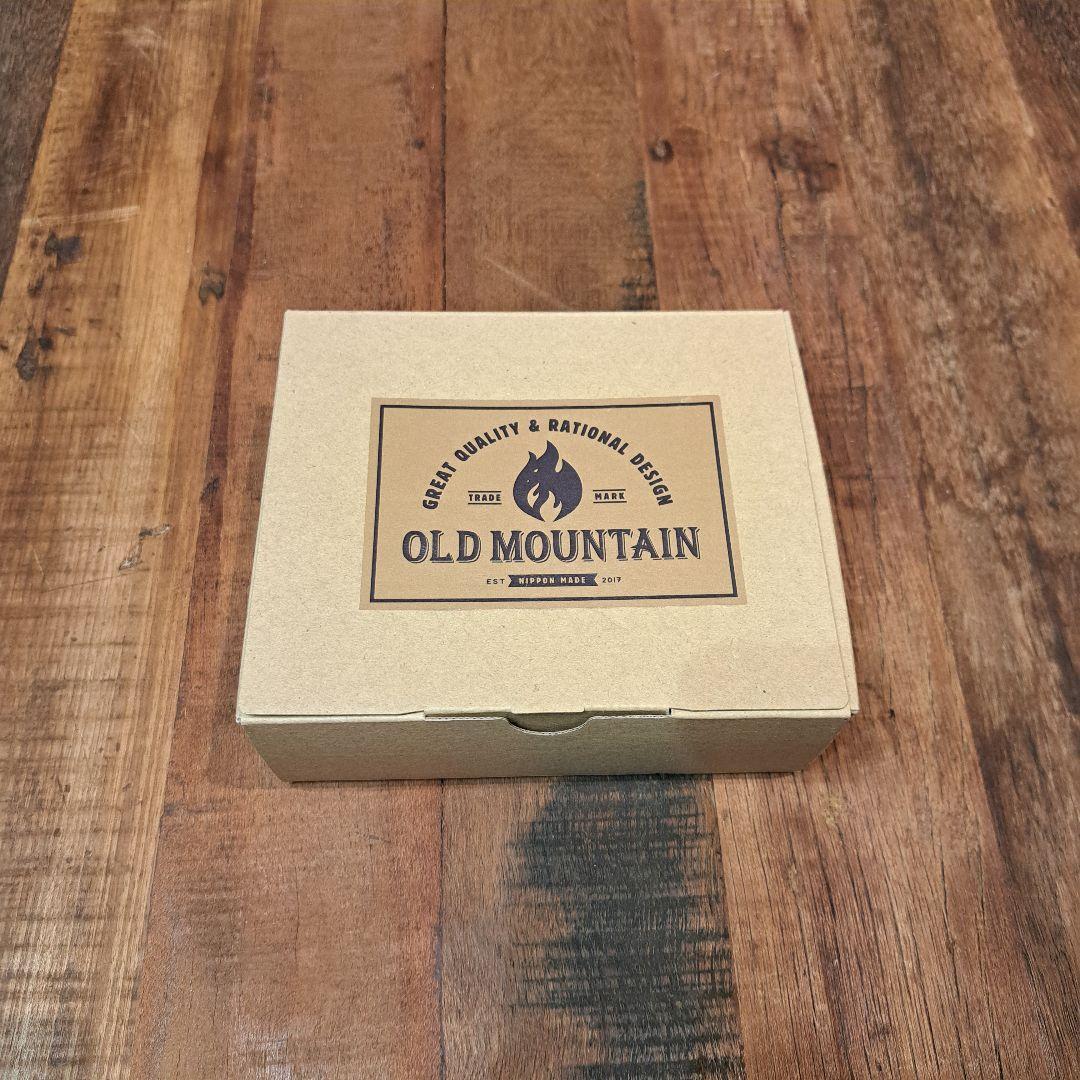 GREAT QUALITY & RATIONAL DESIGN
TRADE MARK
OLD MOUNTAIN
EST NIPPON MADE 2017